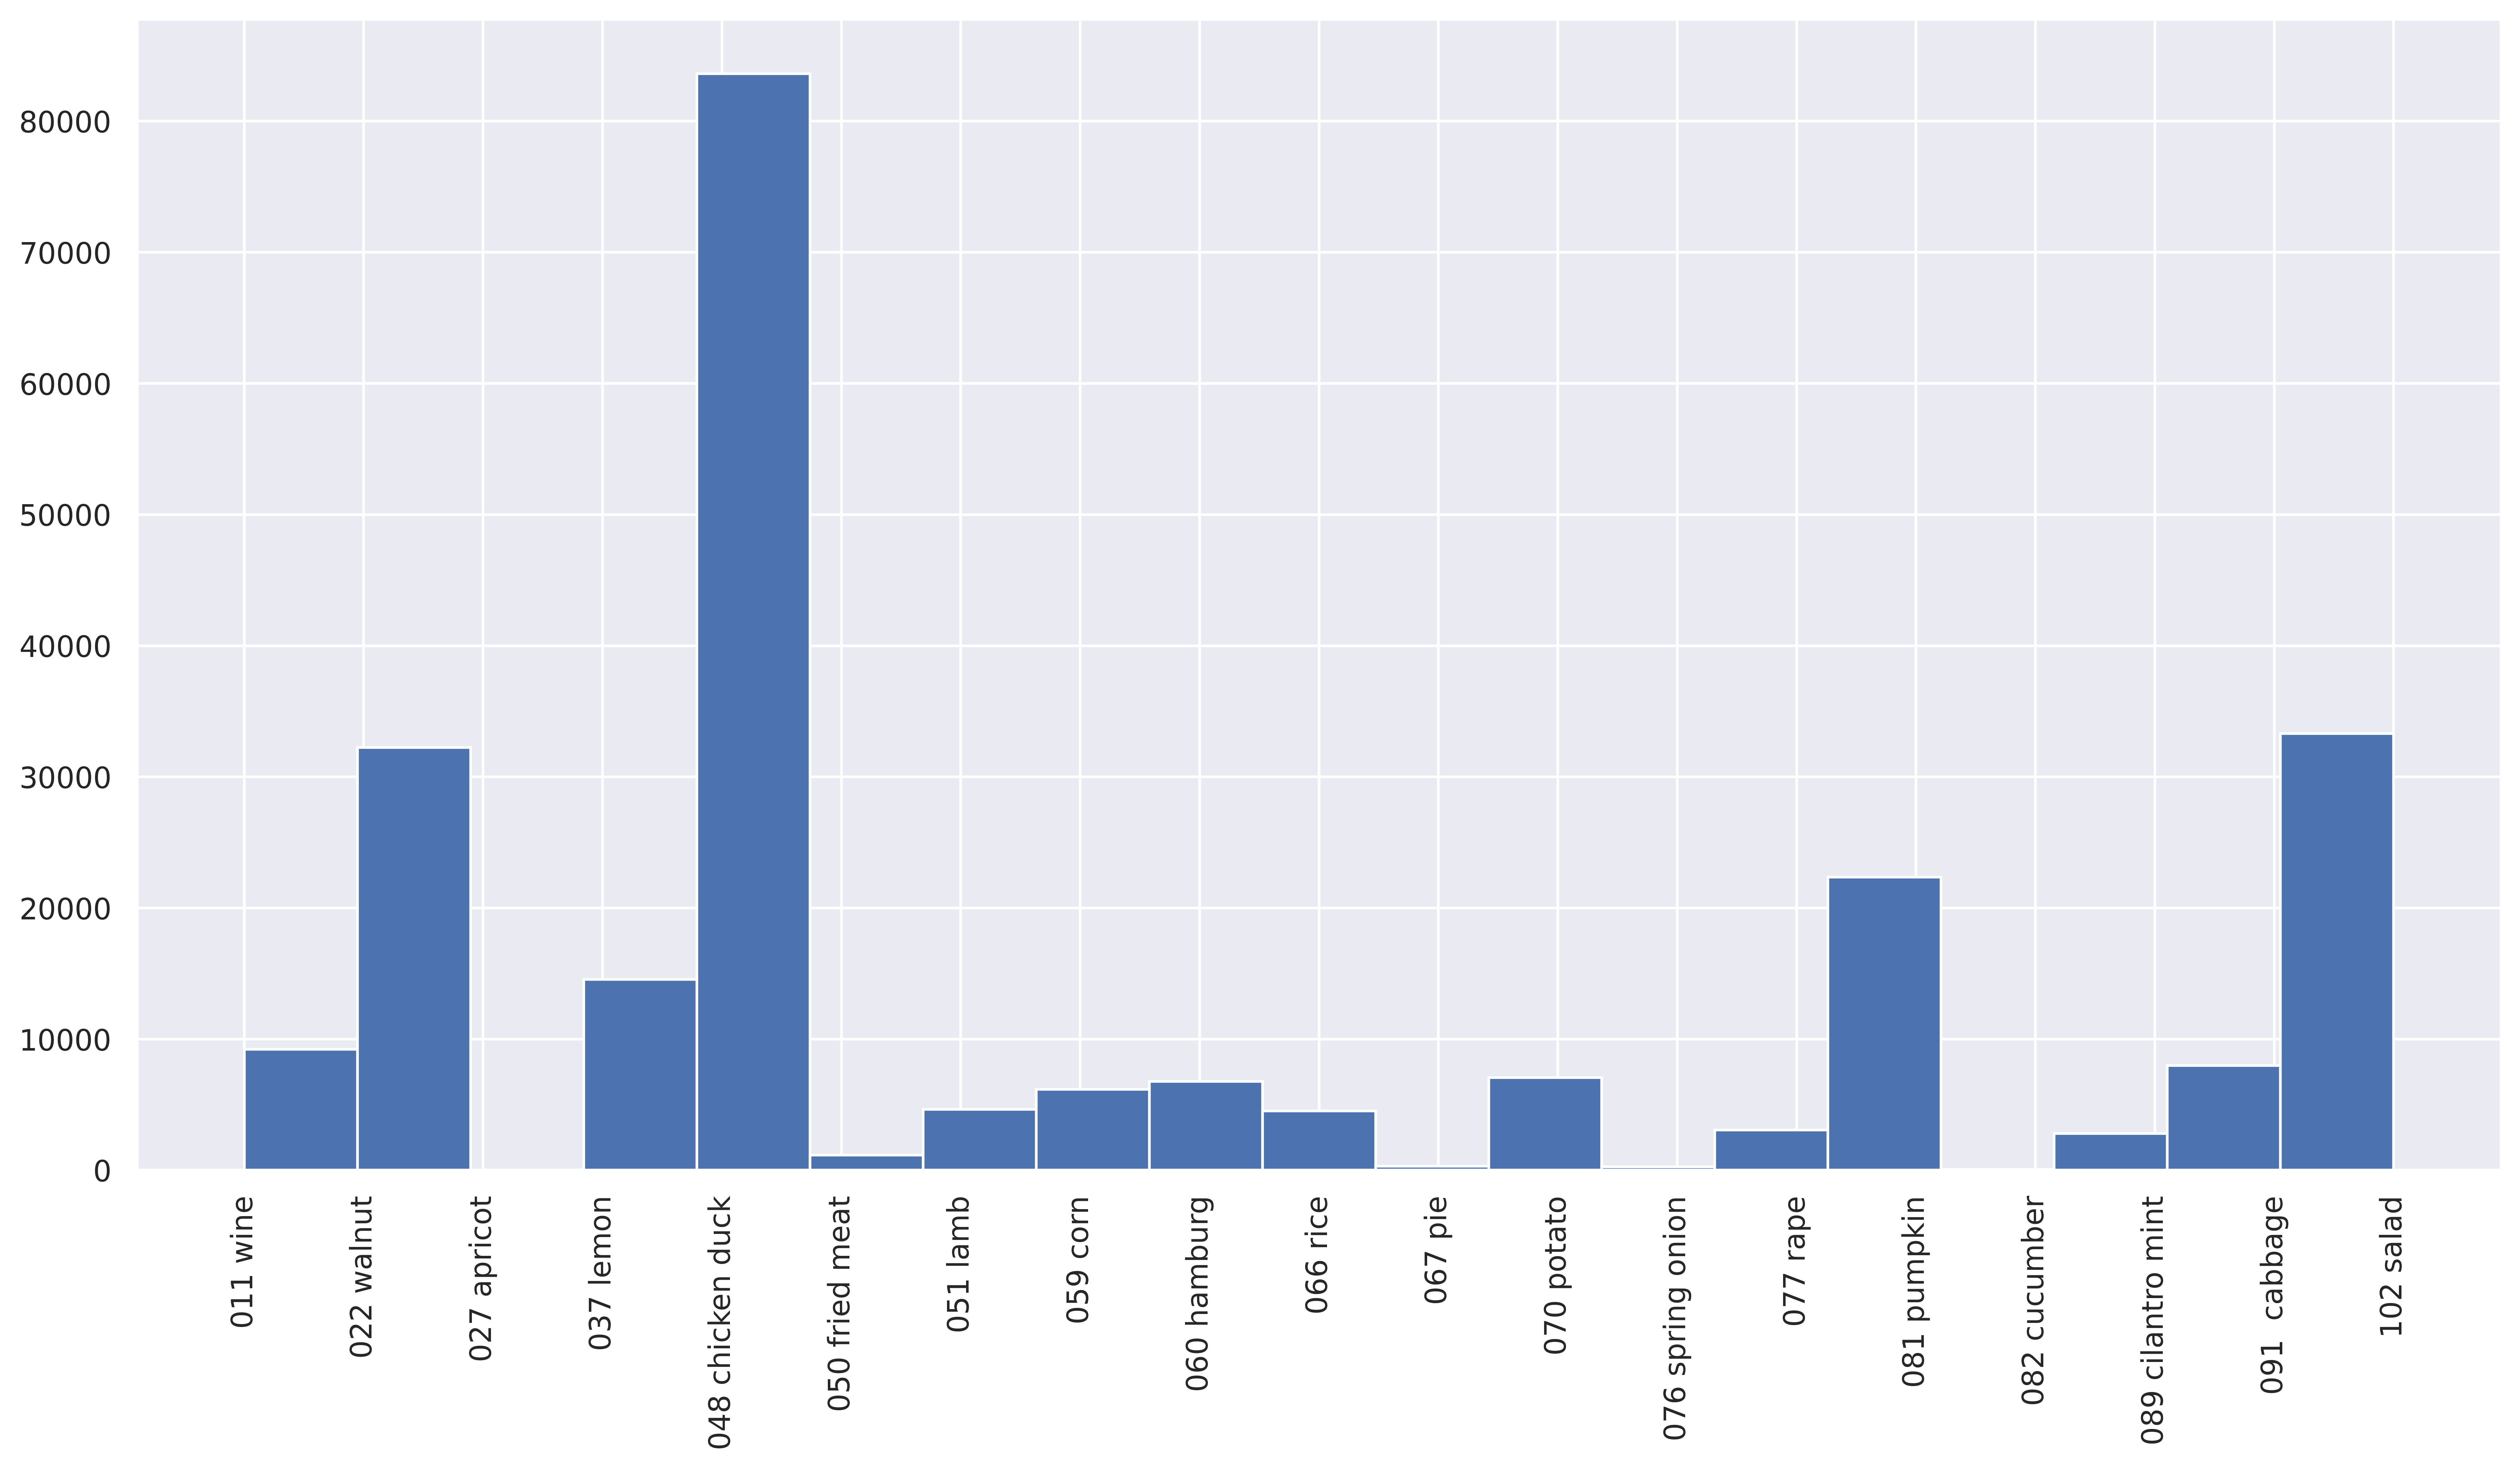 80000
70000
60000
50000
40000
30000
20000
10000
0
011 wine
022 walnut
027 apricot
037 lemon
048 chicken duck
050 fried meat
051 lamb
059 corn
060 hamburg
066 rice
067 pie
070 potato
076 spring onion
077 rape
081 pumpkin
082 cucumber
089 cilantro mint
091  cabbage
102 salad